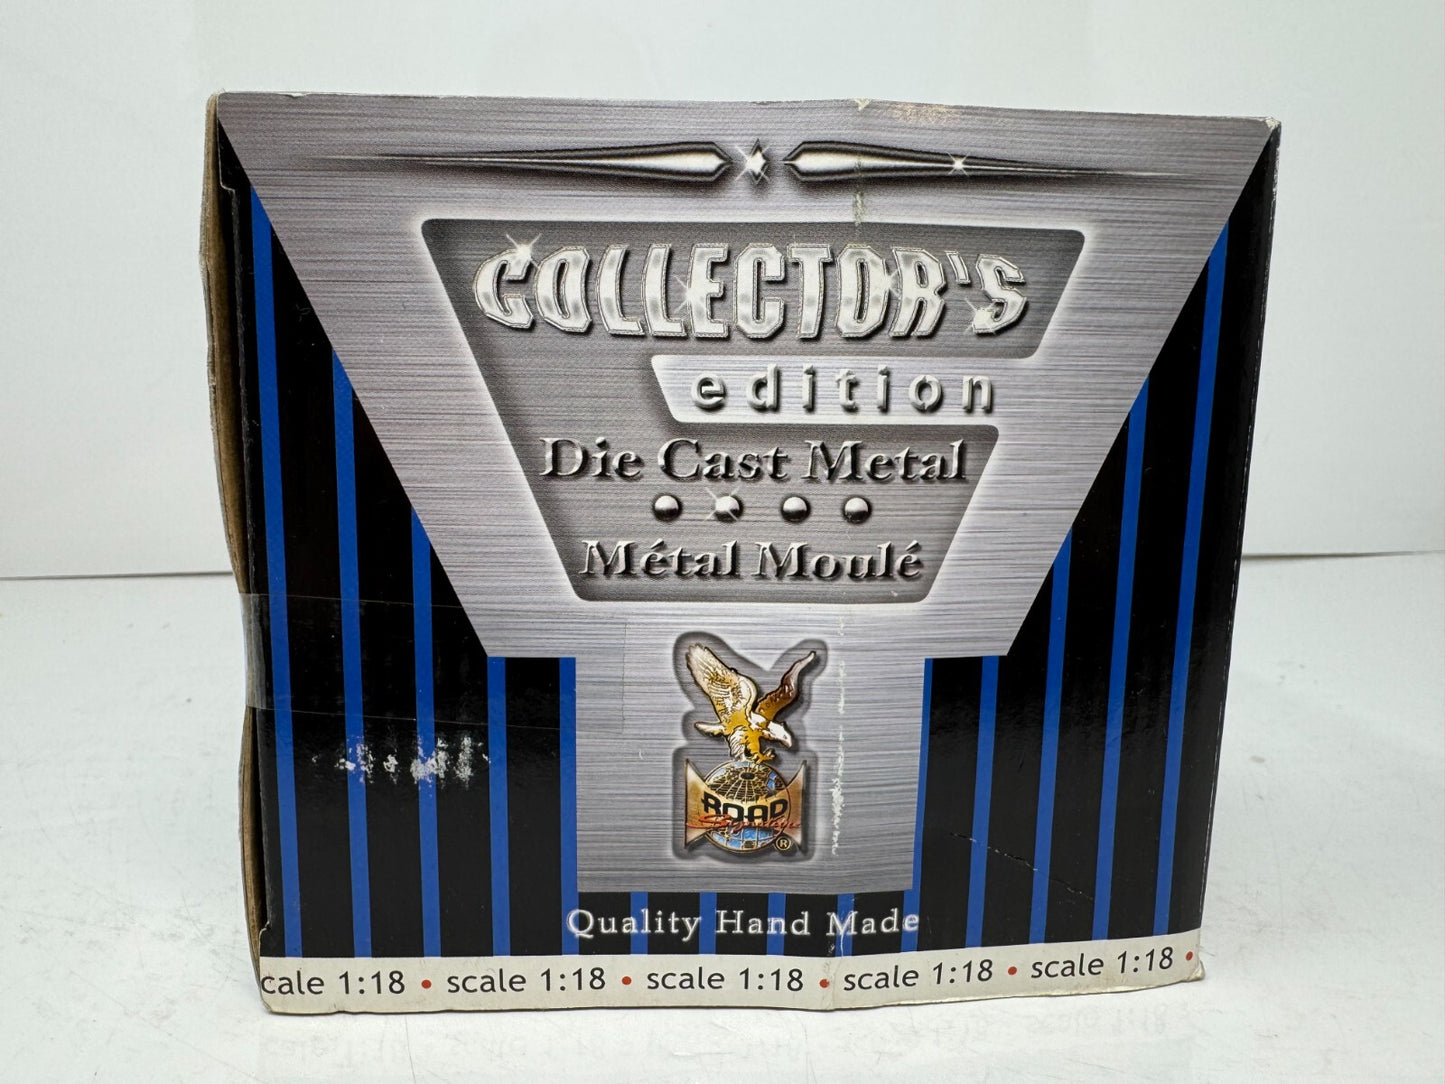 COLLECTOR'S
edition
Die Cast Metal
Métal Moulé
ROAD
Signature
®
Quality Hand Made
cale 1:18 • scale 1:18 • scale 1:18 • scale 1:18 • scale 1:18 •